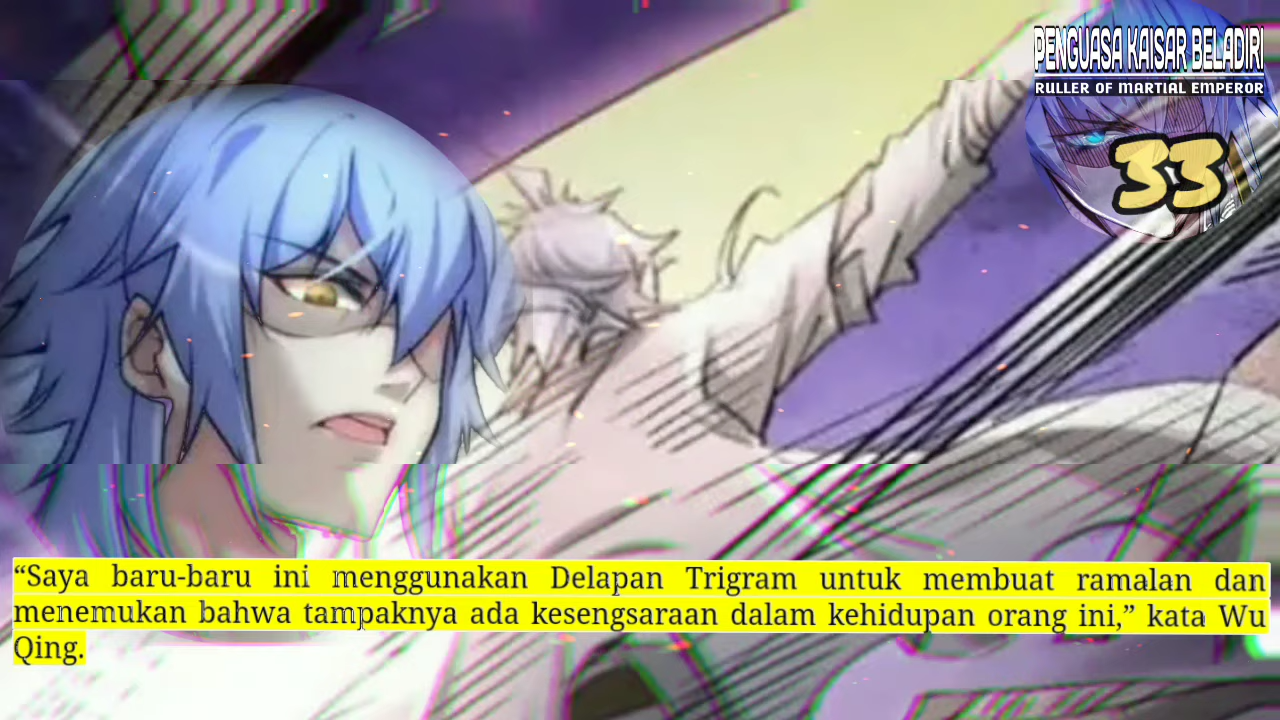 PENGUASA KAISAR BELADIRI
RULLER OF MARTIAL EMPEROR
33
“Saya baru-baru ini menggunakan Delapan Trigram untuk membuat ramalan dan
menemukan bahwa tampaknya ada kesengsaraan dalam kehidupan orang ini,” kata Wu
Qing.